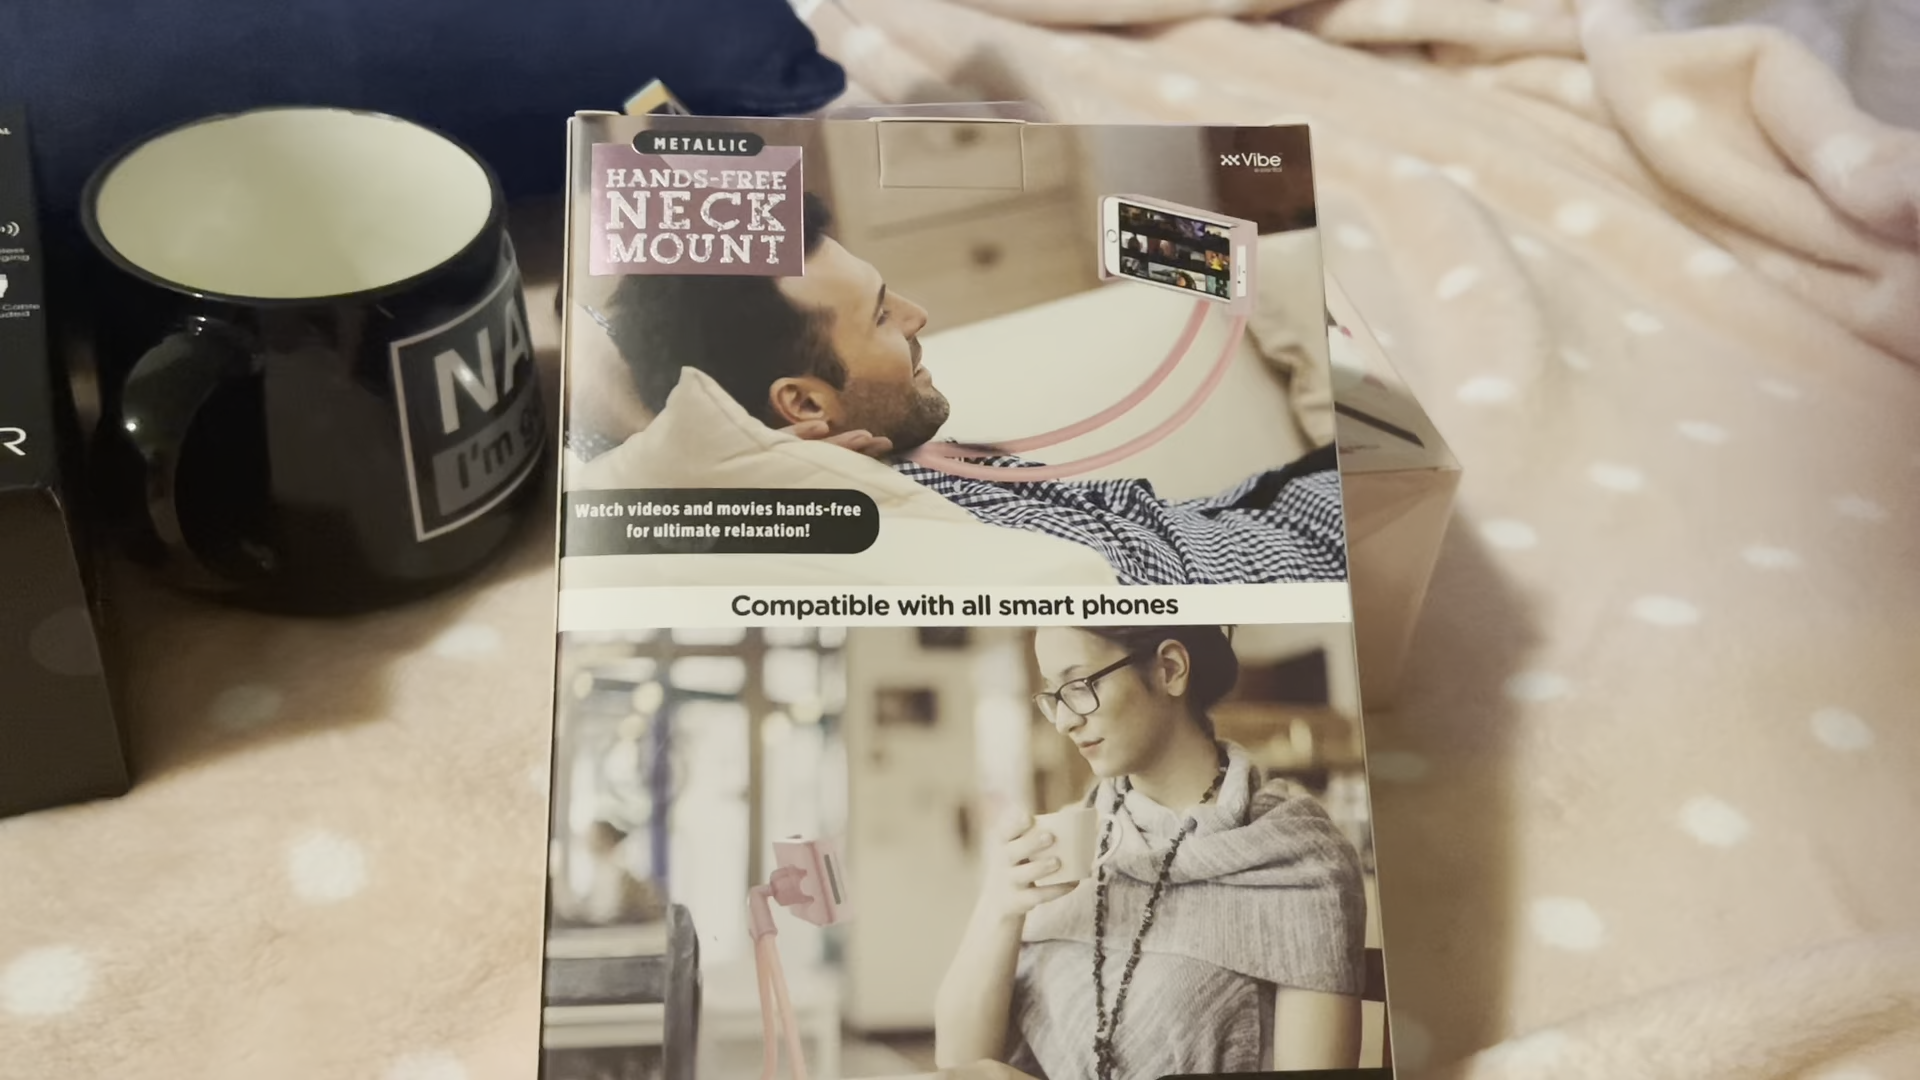 METALLIC
HANDS-FREE
NECK
MOUNT
Vibe
essential
Watch videos and movies hands-free
for ultimate relaxation!
Compatible with all smart phones
NA
I'm
R